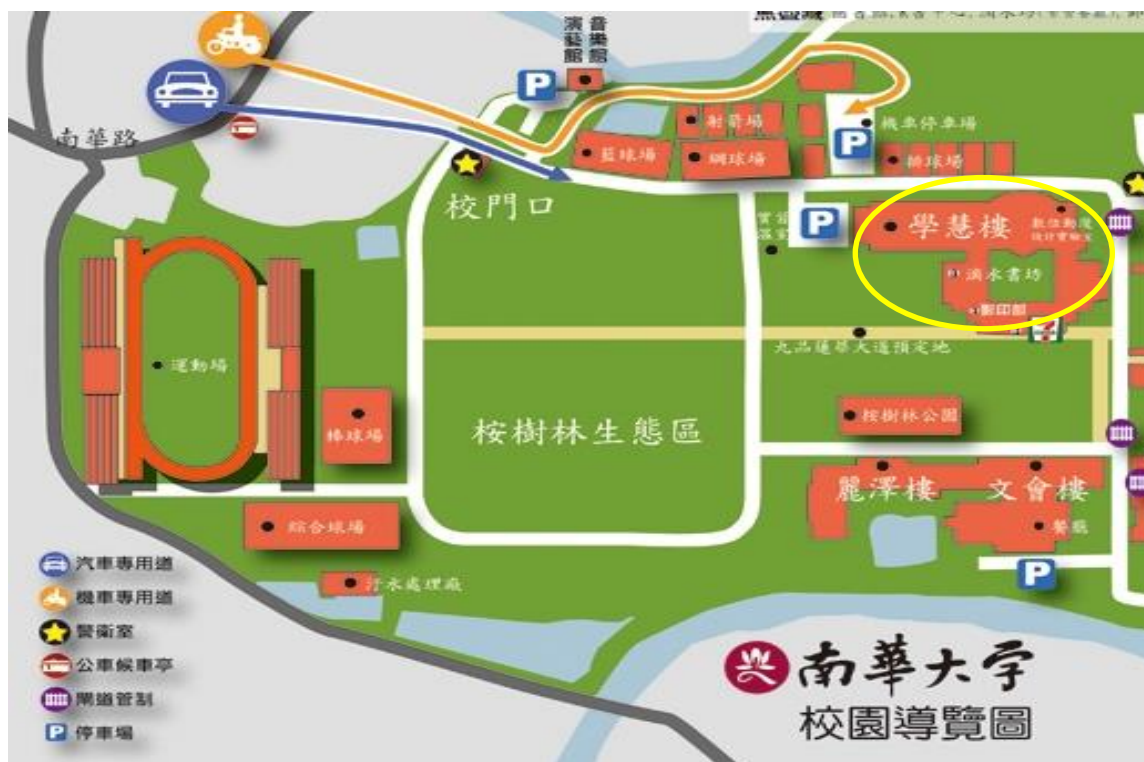 演藝館
音樂館
P
南華路
射箭場
機車停車場
籃球場
網球場
P
排球場
校門口
P
學慧樓
數位動漫
設計實驗室
滴水書坊
影印部
7
九品蓮華大道預定地
運動場
棒球場
桉樹林生態區
桉樹林公園
麗澤樓
文會樓
綜合球場
餐廳
汙水處理廠
P
汽車專用道
機車專用道
警衛室
公車候車亭
閘道管制
P 停車場
南華大学
校園導覽圖